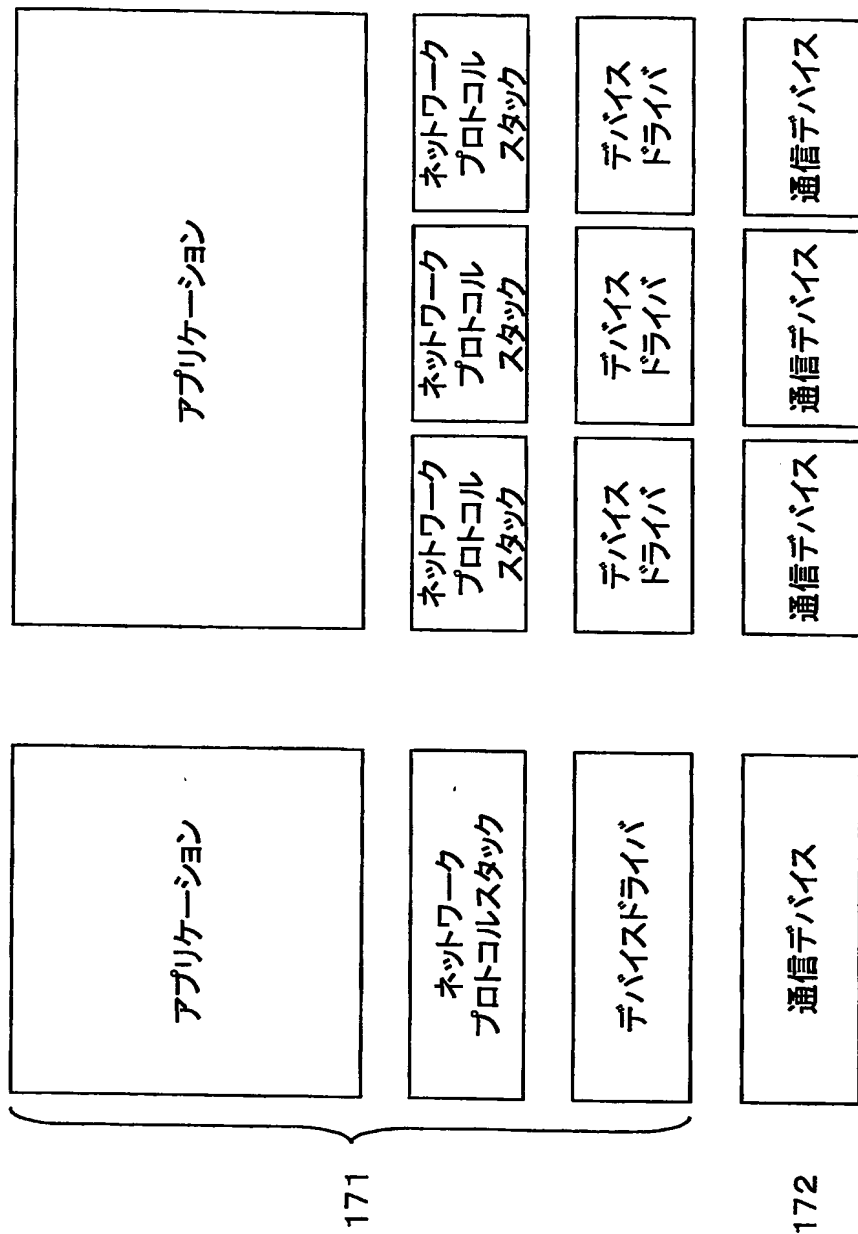 アプリケーション
ネットワーク
プロトコルスタック
デバイスドライバ
通信デバイス
171
172
アプリケーション
ネットワーク
プロトコル
スタック
ネットワーク
プロトコル
スタック
ネットワーク
プロトコル
スタック
デバイス
ドライバ
デバイス
ドライバ
デバイス
ドライバ
通信デバイス
通信デバイス
通信デバイス